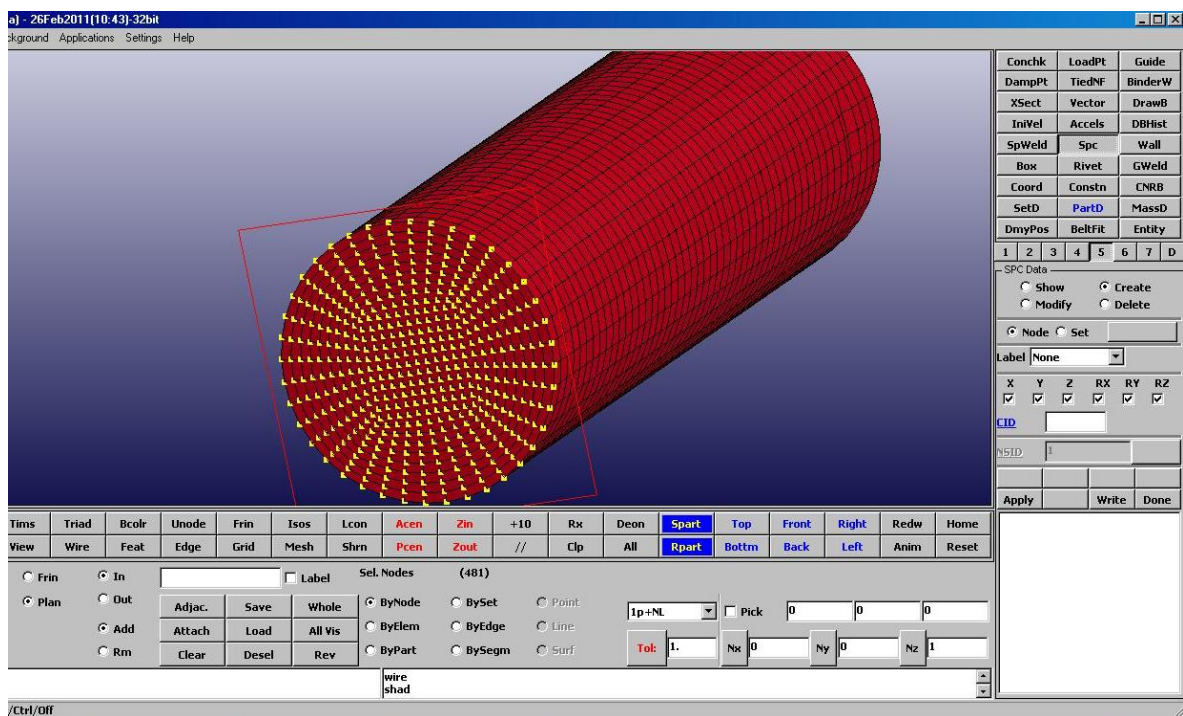 a) - 26Feb2011(10:43)-32bit
ckground Applications Settings Help
Conchk LoadPt Guide
DampPt TiedNF BinderW
XSect Vector DrawB
IniVel Accels DBHist
SpWeld Spc Wall
Box Rivet GWeld
Coord Constn CNRB
SetD PartD MassD
DmyPos BeltFit Entity
1 2 3 4 5 6 7 D
SPC Data
Show Create
Modify Delete
Node Set
Label None
X Y Z RX RY RZ
CID
NSID 1
Apply Write Done
Tims Triad Bcolr Unode Frin Isos Lcon Acen Zin +10 Rx Deon Spart Top Front Right Redw Home
View Wire Feat Edge Grid Mesh Shrn Pcen Zout // Clp All Rpart Bottm Back Left Anim Reset
Frin In Label Sel. Nodes (481)
Plan Out Adjac. Save Whole ByNode BySet Point 1p+NL Pick 0 0 0
Add Attach Load All Vis ByElem ByEdge Line
Rm Clear Desel Rev ByPart BySegm Surf Tol: 1. Nx 0 Ny 0 Nz 1
wire
shad
/Ctrl/Off